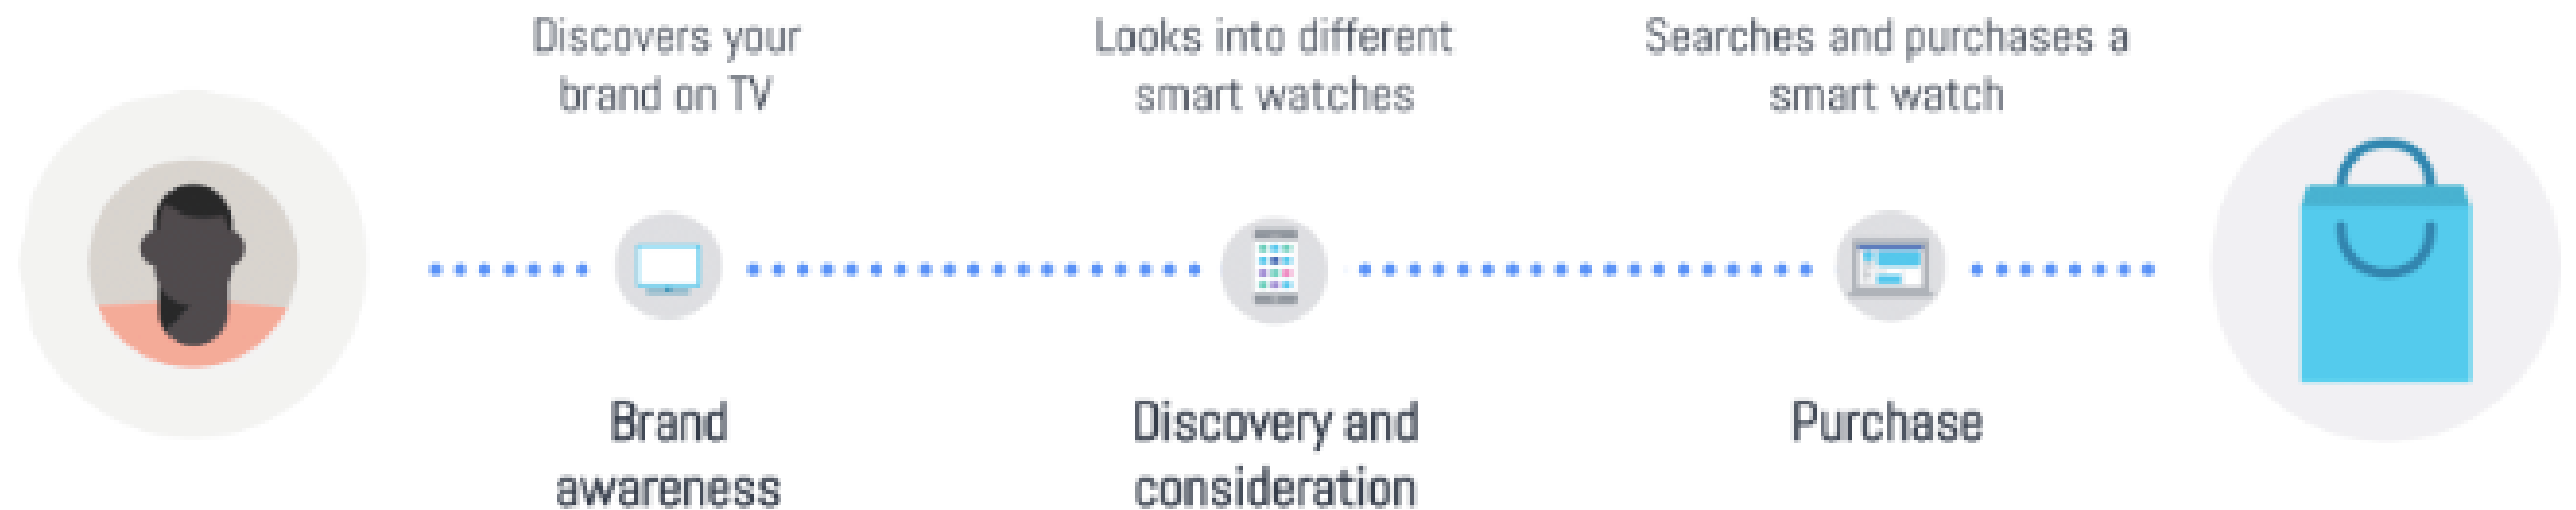 Discovers your
brand on TV
Looks into different
smart watches
Searches and purchases a
smart watch
Brand
awareness
Discovery and
consideration
Purchase